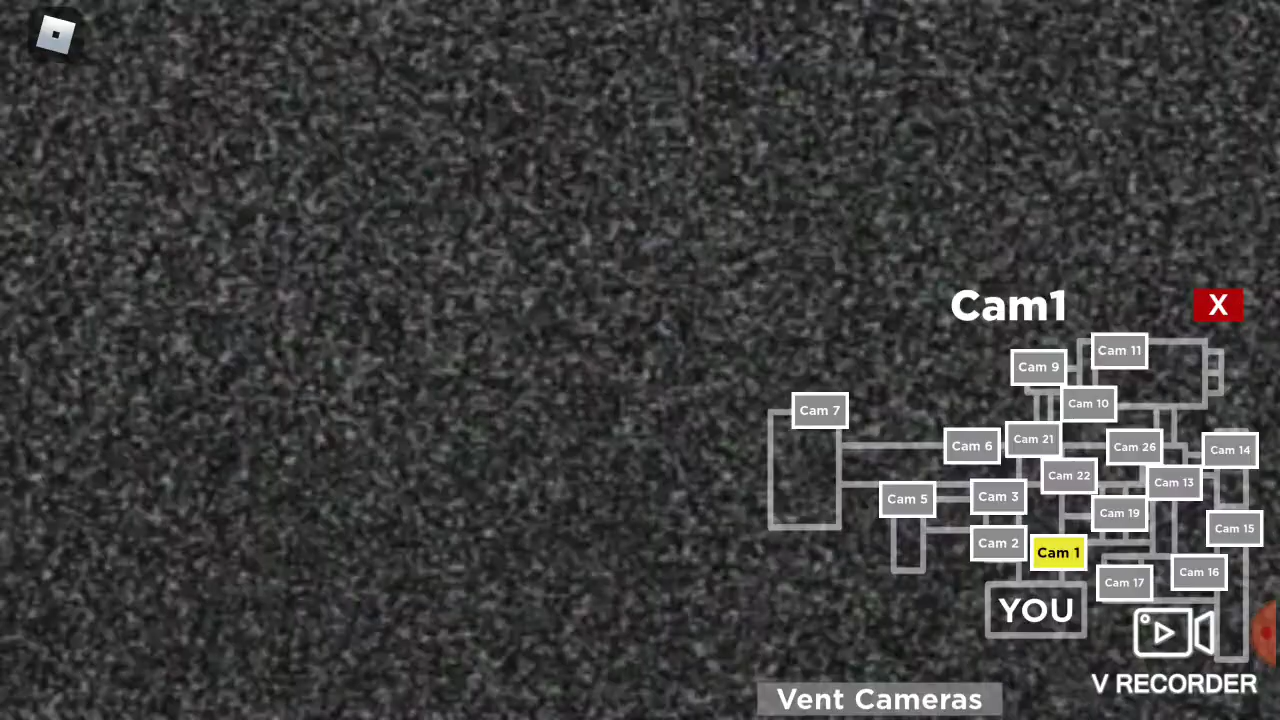 Cam1
X
Cam 11
Cam 9
Cam 10
Cam 7
Cam 21
Cam 6
Cam 26
Cam 14
Cam 22
Cam 13
Cam 5
Cam 3
Cam 19
Cam 15
Cam 2
Cam 1
Cam 16
Cam 17
YOU
V RECORDER
Vent Cameras